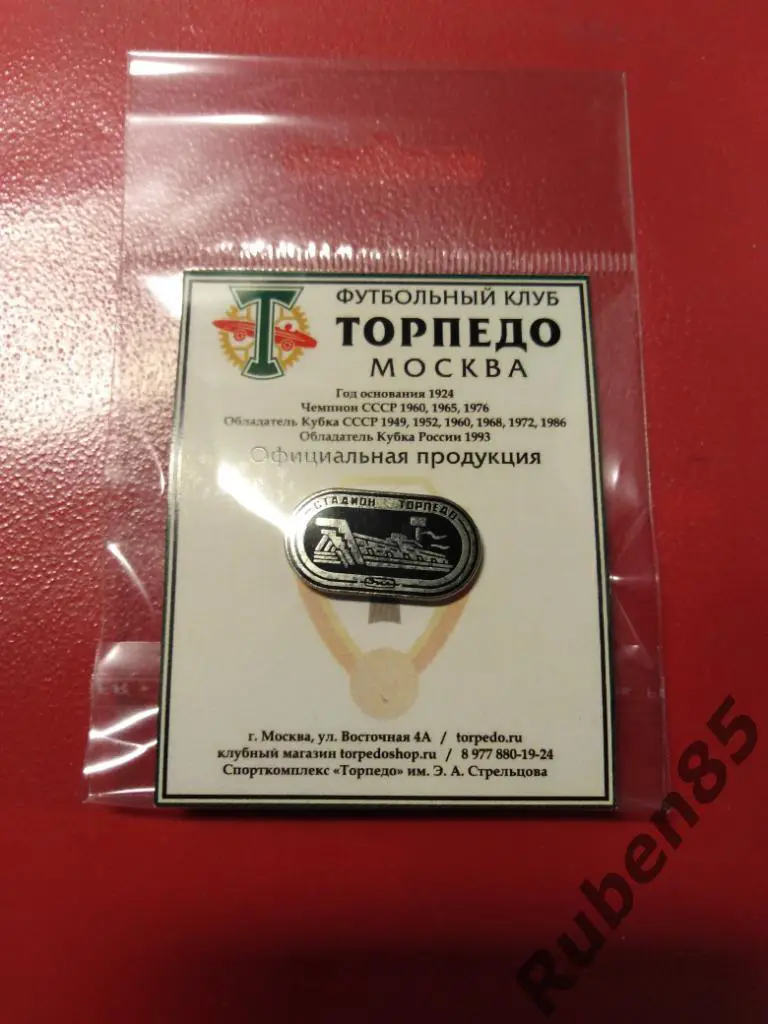 ФУТБОЛЬНЫЙ КЛУБ
ТОРПЕДО
МОСКВА
Год основания 1924
Чемпион СССР 1960, 1965, 1976
Обладатель Кубка СССР 1949, 1952, 1960, 1968, 1972, 1986
Обладатель Кубка России 1993
Официальная продукция
СТАДИОН ТОРПЕДО
г. Москва, ул. Восточная 4А / torpedo.ru
клубный магазин torpedoshop.ru / 8 977 880-19-24
Спорткомплекс «Торпедо» им. Э. А. Стрельцова
Ruben85